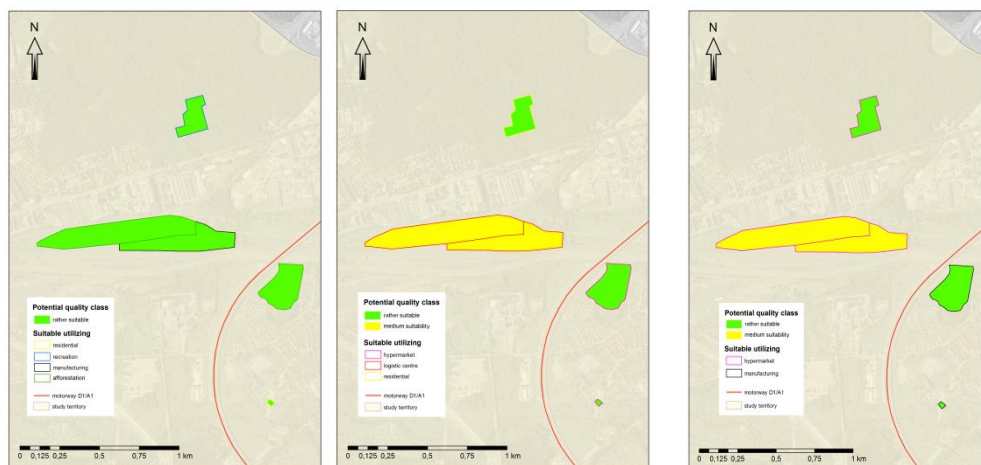 N
Potential quality class
rather suitable
Suitable utilizing
residential
recreation
manufacturing
afforestation
motorway D1/A1
study territory
0 0,125 0,25 0,5 0,75 1 km
N
Potential quality class
rather suitable
medium suitability
Suitable utilizing
hypermarket
logistic centre
residential
motorway D1/A1
study territory
0 0,125 0,25 0,5 0,75 1 km
N
Potential quality class
rather suitable
medium suitability
Suitable utilizing
hypermarket
manufacturing
motorway D1/A1
study territory
0 0,125 0,25 0,5 0,75 1 km